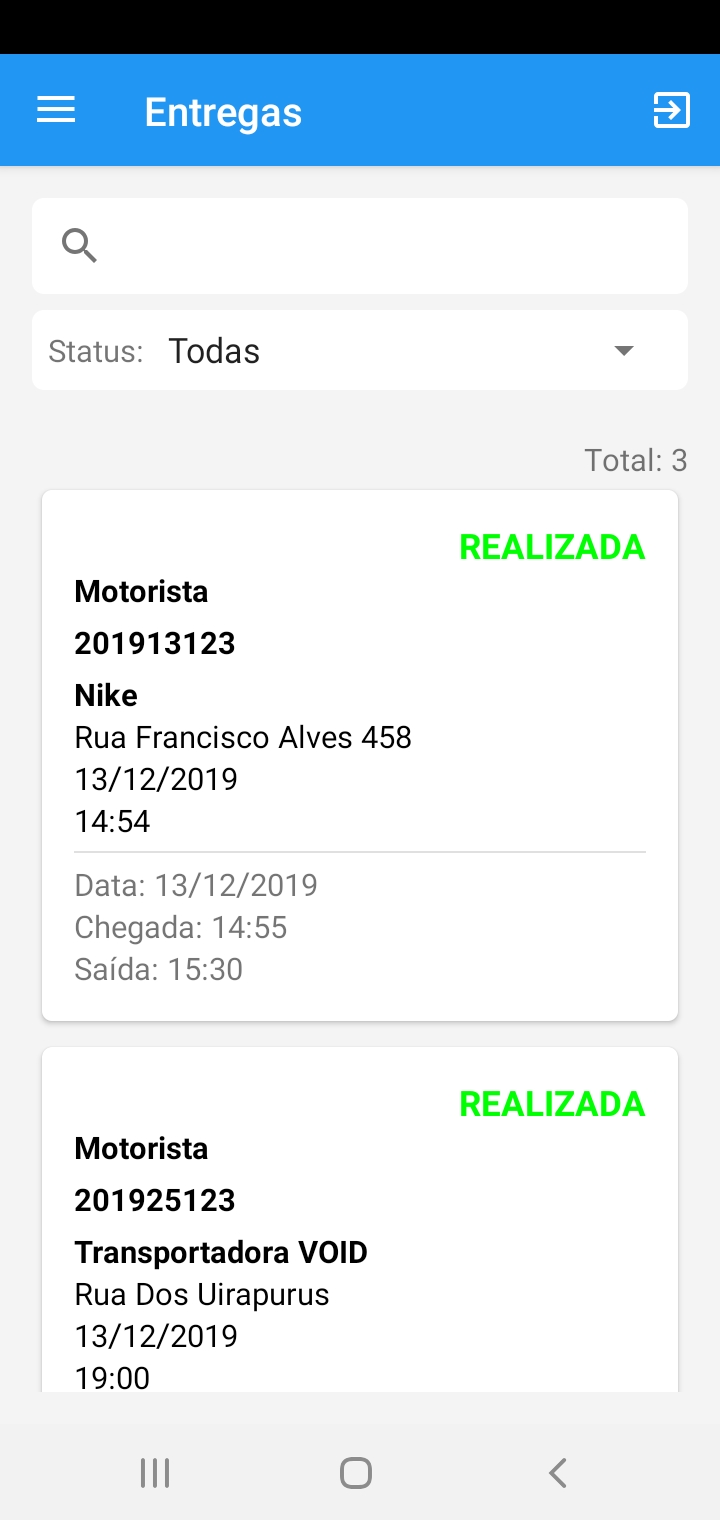 Entregas
Status: Todas
Total: 3
REALIZADA
Motorista
201913123
Nike
Rua Francisco Alves 458
13/12/2019
14:54
Data: 13/12/2019
Chegada: 14:55
Saída: 15:30
REALIZADA
Motorista
201925123
Transportadora VOID
Rua Dos Uirapurus
13/12/2019
19:00